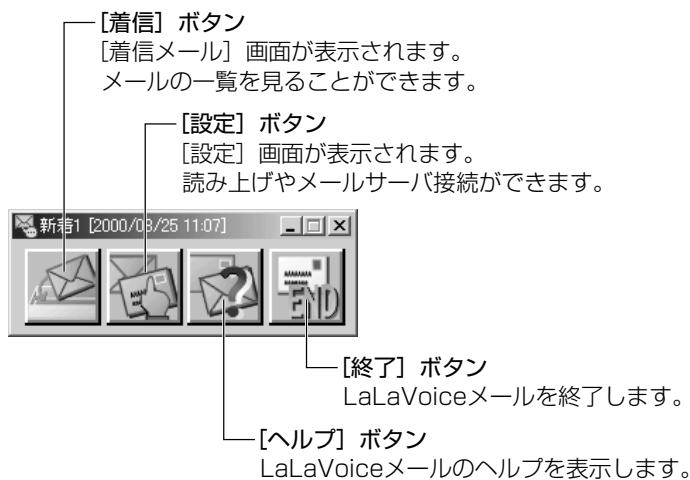 [着信] ボタン
[着信メール] 画面が表示されます。
メールの一覧を見ることができます。
[設定] ボタン
[設定] 画面が表示されます。
読み上げやメールサーバ接続ができます。
新着1 [2000/03/25 11:07]
END
[終了] ボタン
LaLaVoiceメールを終了します。
[ヘルプ] ボタン
LaLaVoiceメールのヘルプを表示します。